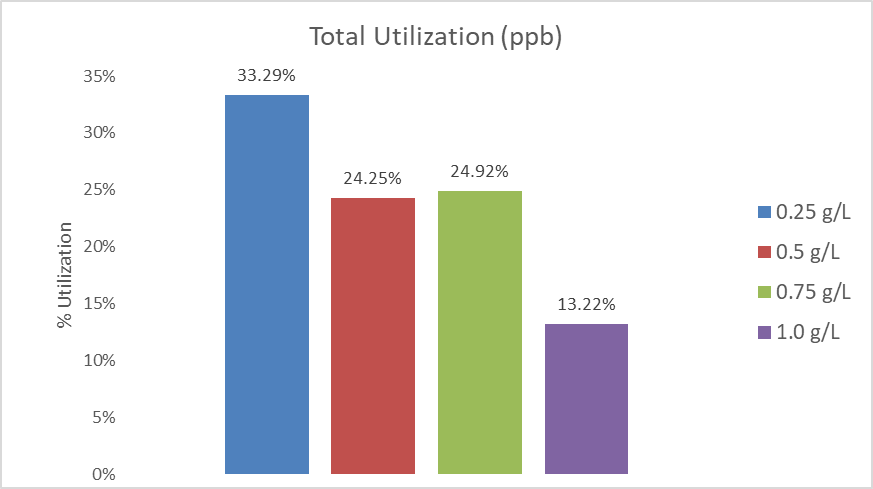 Total Utilization (ppb)
35%
30%
25%
20%
15%
10%
5%
0%
% Utilization
33.29%
24.25%
24.92%
13.22%
0.25 g/L
0.5 g/L
0.75 g/L
1.0 g/L